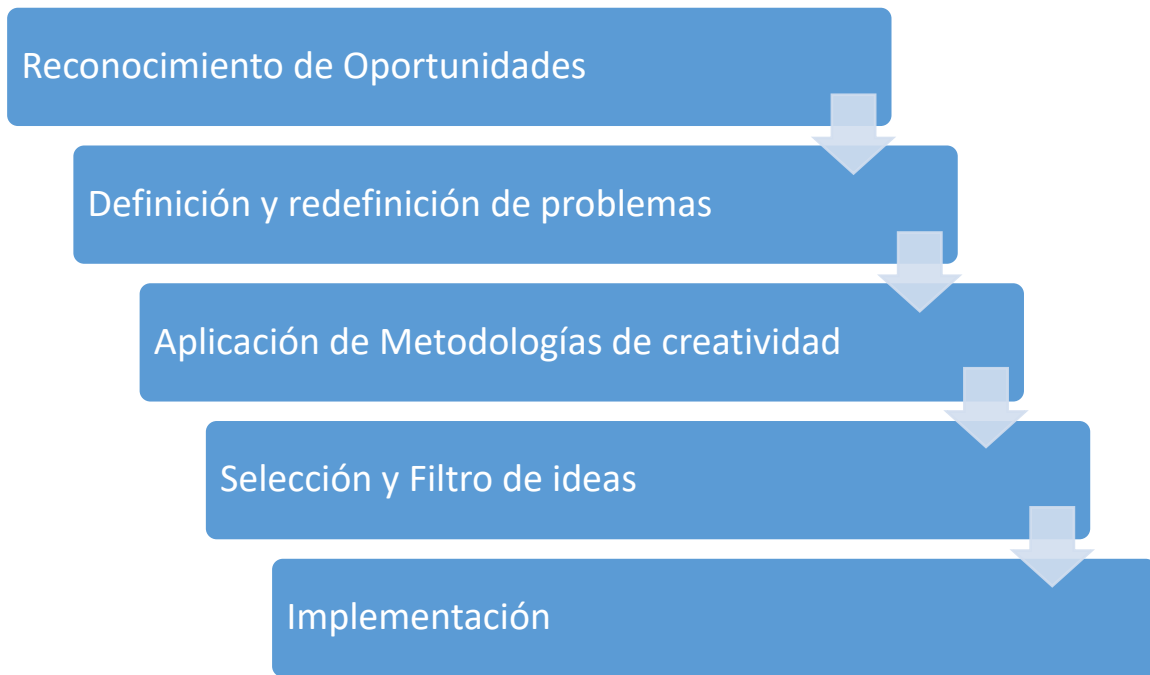 Reconocimiento de Oportunidades
Definición y redefinición de problemas
Aplicación de Metodologías de creatividad
Selección y Filtro de ideas
Implementación